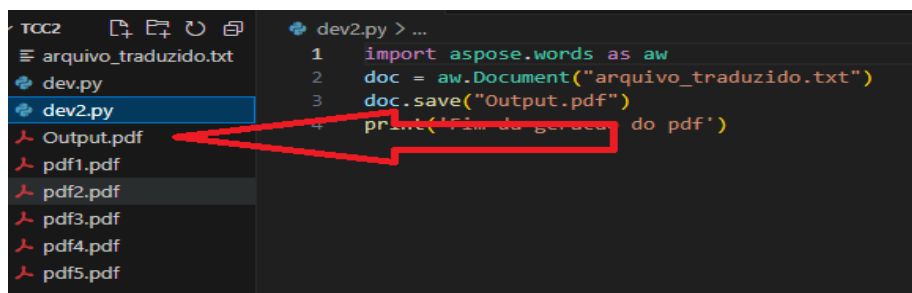 TCC2
arquivo_traduzido.txt
dev.py
dev2.py
Output.pdf
pdf1.pdf
pdf2.pdf
pdf3.pdf
pdf4.pdf
pdf5.pdf
dev2.py > ...
1 import aspose.words as aw
2 doc = aw.Document("arquivo_traduzido.txt")
3 doc.save("Output.pdf")
4 print('Fim da do pdf')